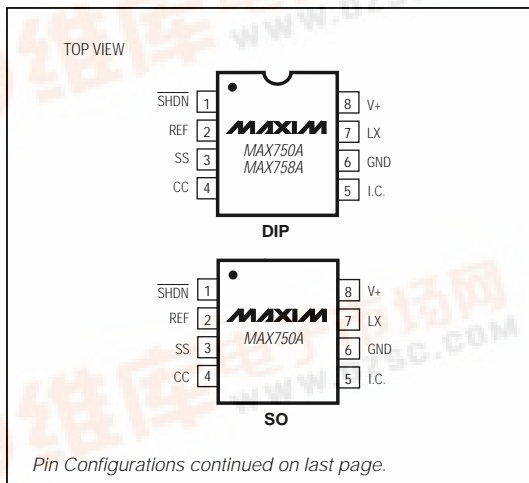 TOP VIEW
SHDN 1
REF 2
SS 3
CC 4
MAXIM
MAX750A
MAX758A
8 V+
7 LX
6 GND
5 I.C.
DIP
SHDN 1
REF 2
SS 3
CC 4
MAXIM
MAX750A
8 V+
7 LX
6 GND
5 I.C.
SO
Pin Configurations continued on last page.